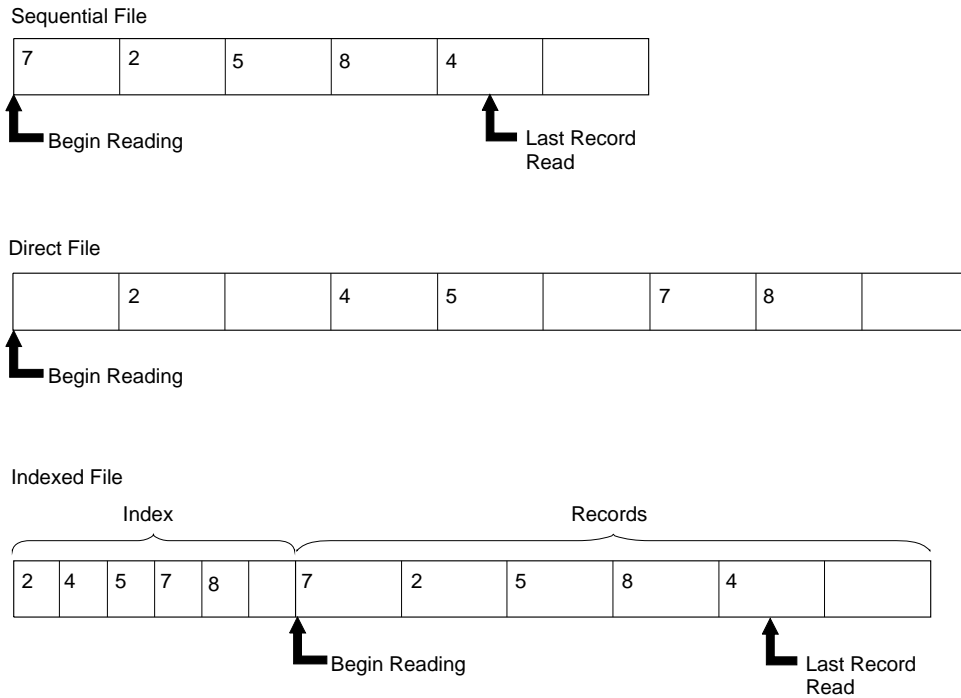 Sequential File
7 2 5 8 4
Begin Reading
Last Record
Read
Direct File
2 4 5 7 8
Begin Reading
Indexed File
Index
Records
2 4 5 7 8 7 2 5 8 4
Begin Reading
Last Record
Read